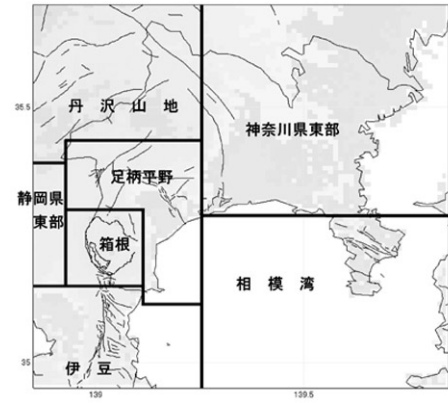 35.5
丹 沢 山 地
神奈川県東部
足柄平野
静岡県
東部
箱根
相 模 湾
伊 豆
35
139
139.5